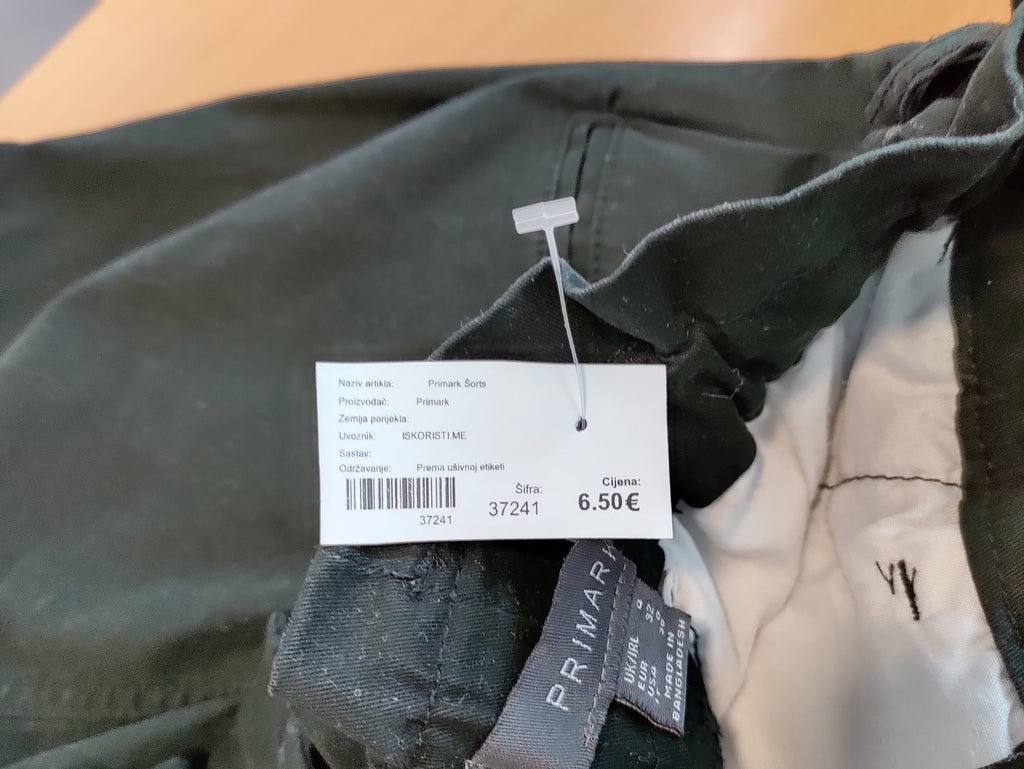 Naziv artikla: Primark Šorts
Proizvođač: Primark
Zemlja porijekla:
Uvoznik: ISKORISTI.ME
Sastav:
Održavanje: Prema ušivnoj etiketi
Šifra:
Cijena:
37241
37241
6.50€
PRIMARK
UK/IRL
EUR 32
USA
MADE IN
BANGLADESH